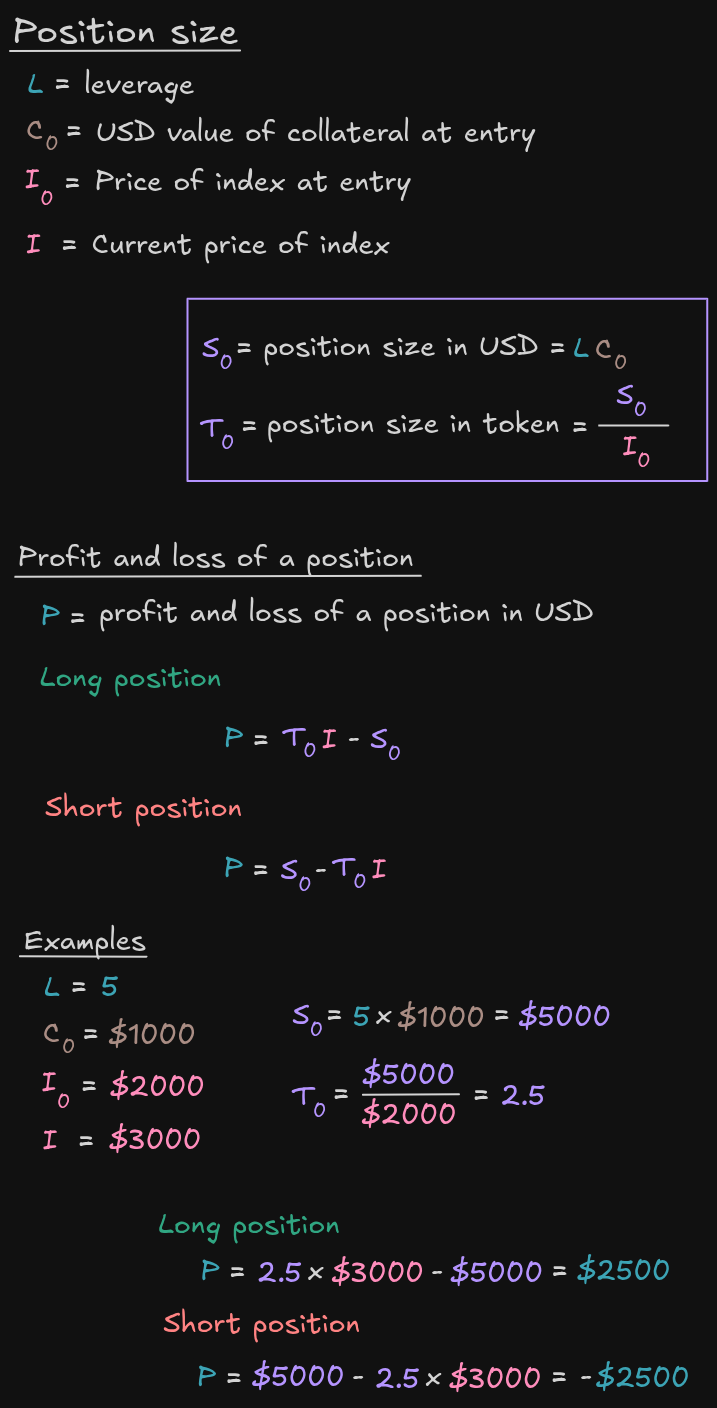 Position size
L = leverage
C₀ = USD value of collateral at entry
I₀ = Price of index at entry
I = Current price of index
S₀ = position size in USD = L C₀
T₀ = position size in token = S₀ / I₀
Profit and loss of a position
P = profit and loss of a position in USD
Long position
P = T₀ I - S₀
Short position
P = S₀ - T₀ I
Examples
L = 5
C₀ = $1000
I₀ = $2000
I = $3000
S₀ = 5 × $1000 = $5000
T₀ = $5000 / $2000 = 2.5
Long position
P = 2.5 × $3000 - $5000 = $2500
Short position
P = $5000 - 2.5 × $3000 = -$2500